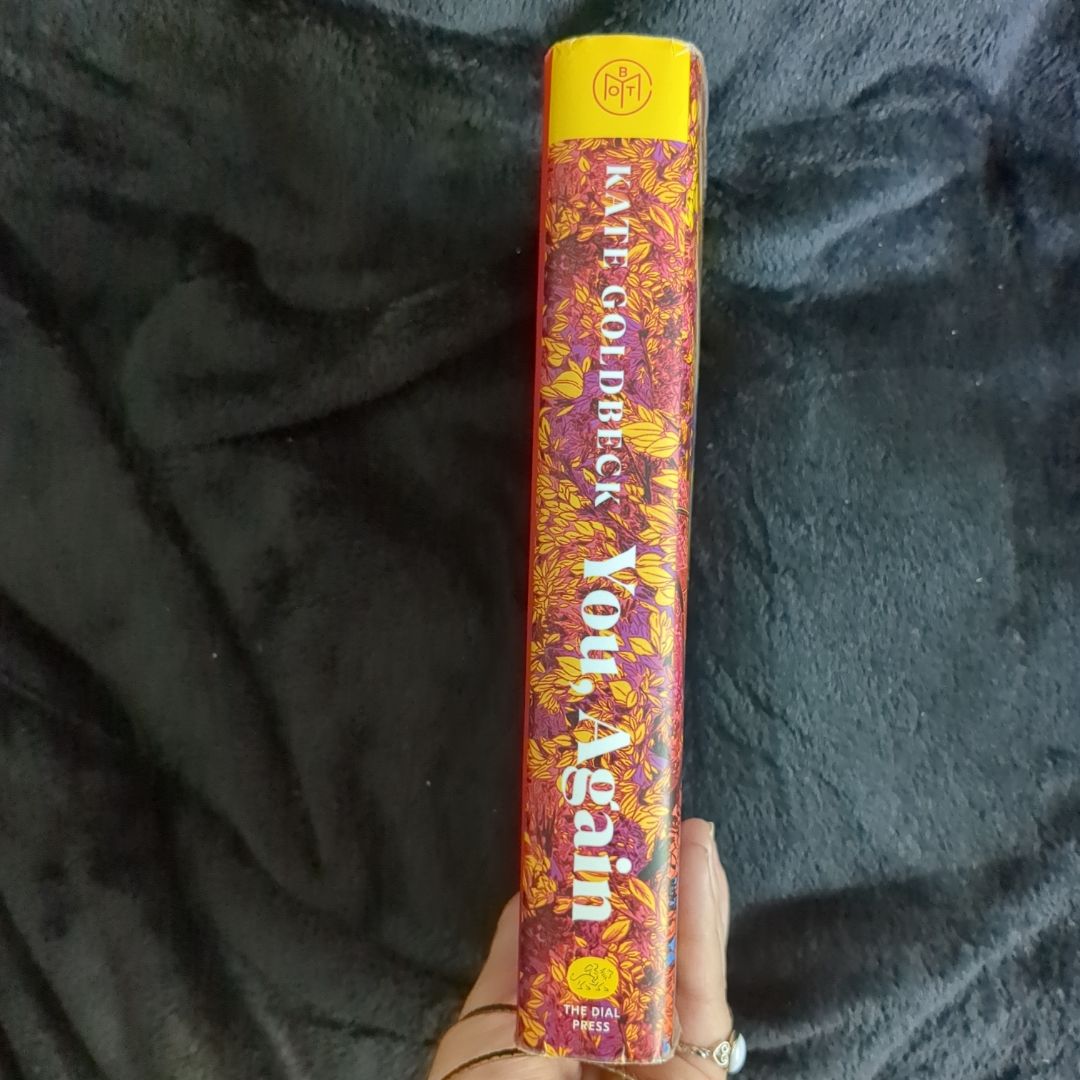 BOTM
KATE GOLDBECK
You, Again
THE DIAL
PRESS